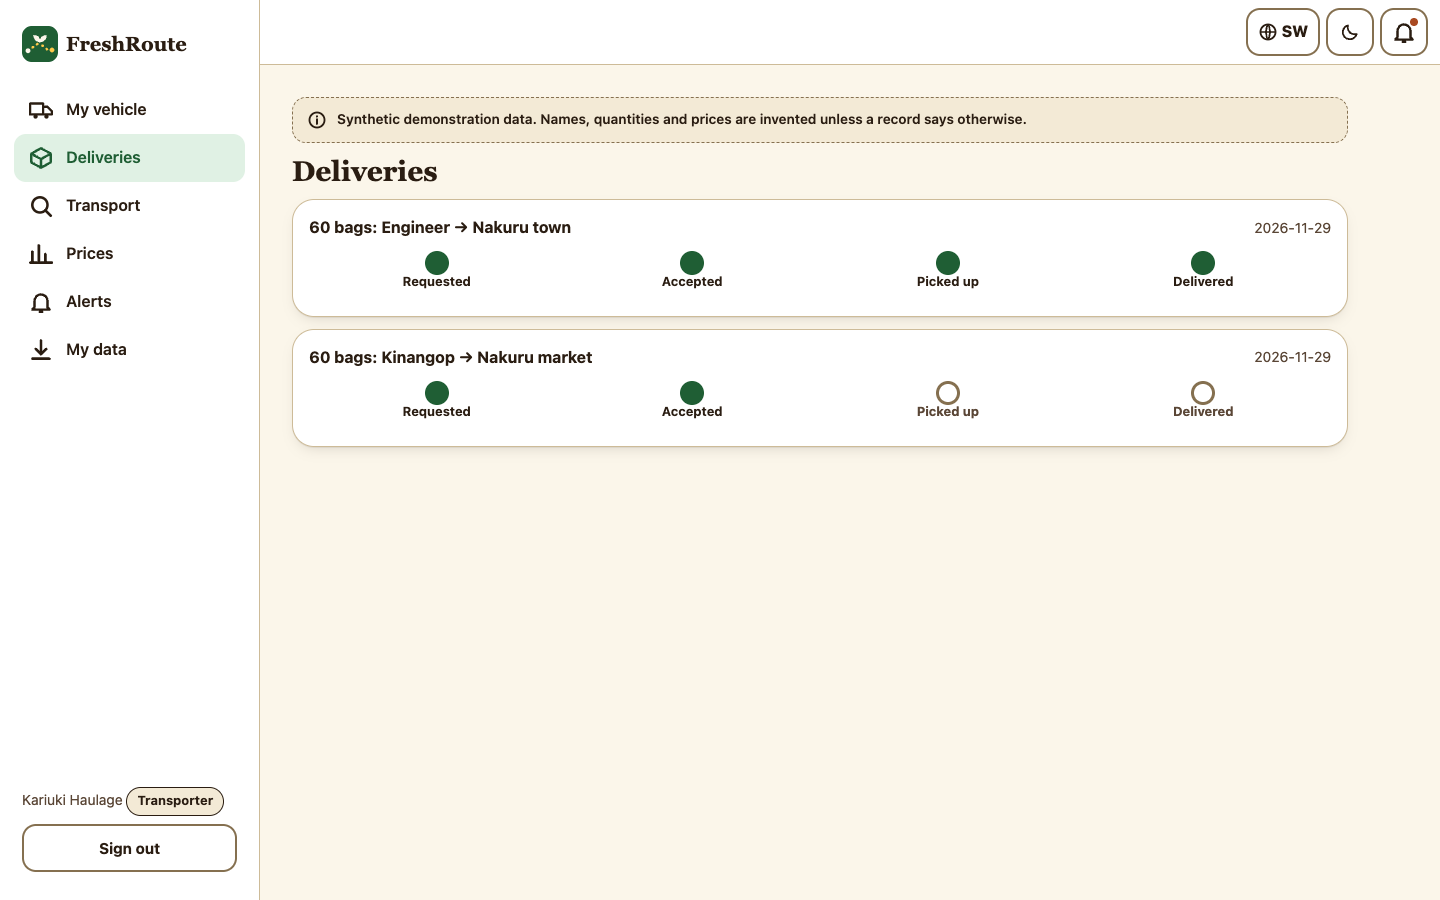 FreshRoute
SW
My vehicle
Deliveries
Transport
Prices
Alerts
My data
Kariuki Haulage Transporter
Sign out
Synthetic demonstration data. Names, quantities and prices are invented unless a record says otherwise.
Deliveries
60 bags: Engineer → Nakuru town 2026-11-29
Requested Accepted Picked up Delivered
60 bags: Kinangop → Nakuru market 2026-11-29
Requested Accepted Picked up Delivered